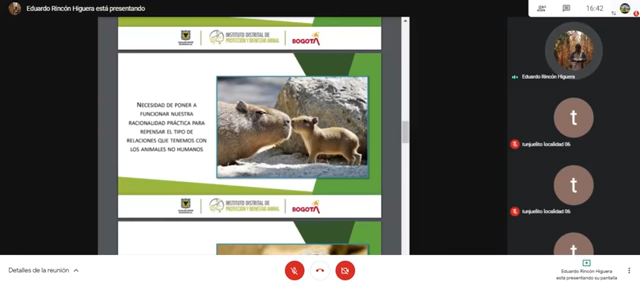 Eduardo Rincón Higuera está presentando
16:42
INSTITUTO DISTRITAL DE
PROTECCIÓN Y BIENESTAR ANIMAL
BOGOTÁ
NECESIDAD DE PONER A
FUNCIONAR NUESTRA
RACIONALIDAD PRÁCTICA PARA
REPENSAR EL TIPO DE
RELACIONES QUE TENEMOS CON
LOS ANIMALES NO HUMANOS
INSTITUTO DISTRITAL DE
PROTECCIÓN Y BIENESTAR ANIMAL
BOGOTÁ
Eduardo Rincón Higuera
t
tunjuelito localidad 06
t
tunjuelito localidad 06
t
Detalles de la reunión
Eduardo Rincón Higuera
está presentando su pantalla